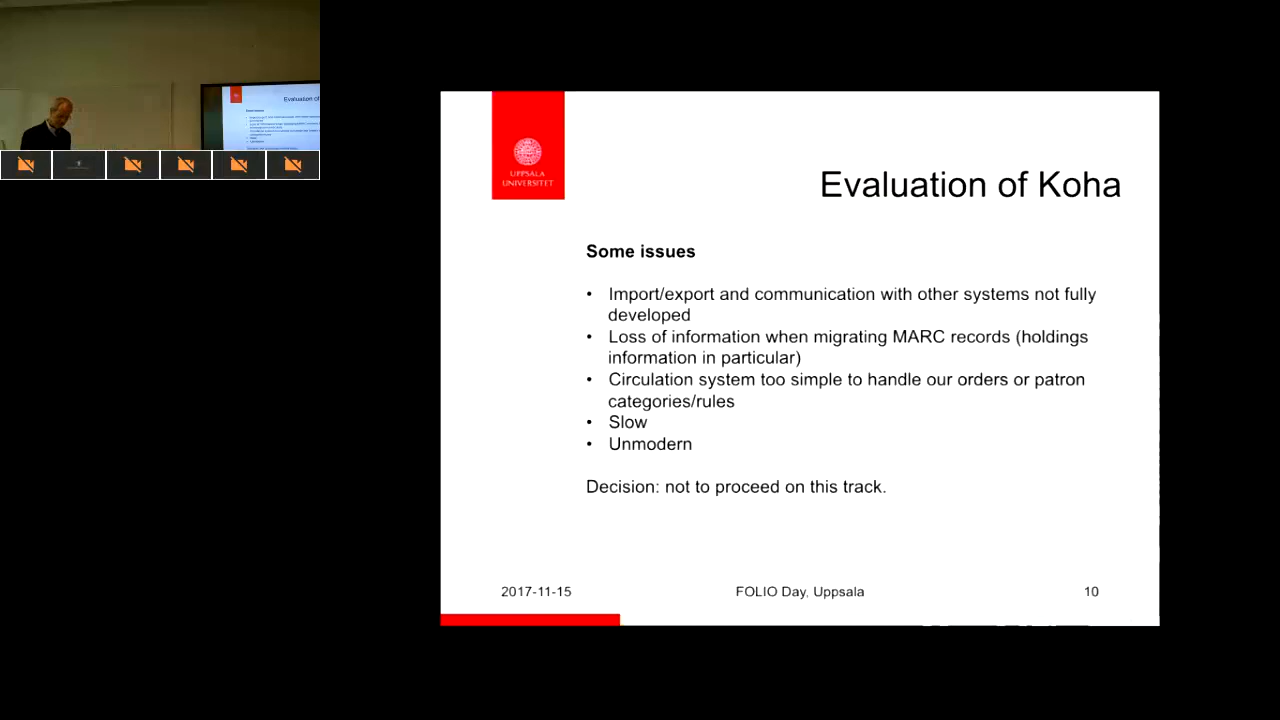 UPPSALA
UNIVERSITET
Evaluation of Koha
Some issues
• Import/export and communication with other systems not fully
developed
• Loss of information when migrating MARC records (holdings
information in particular)
• Circulation system too simple to handle our orders or patron
categories/rules
• Slow
• Unmodern
Decision: not to proceed on this track.
2017-11-15
FOLIO Day, Uppsala
10
Evaluation of